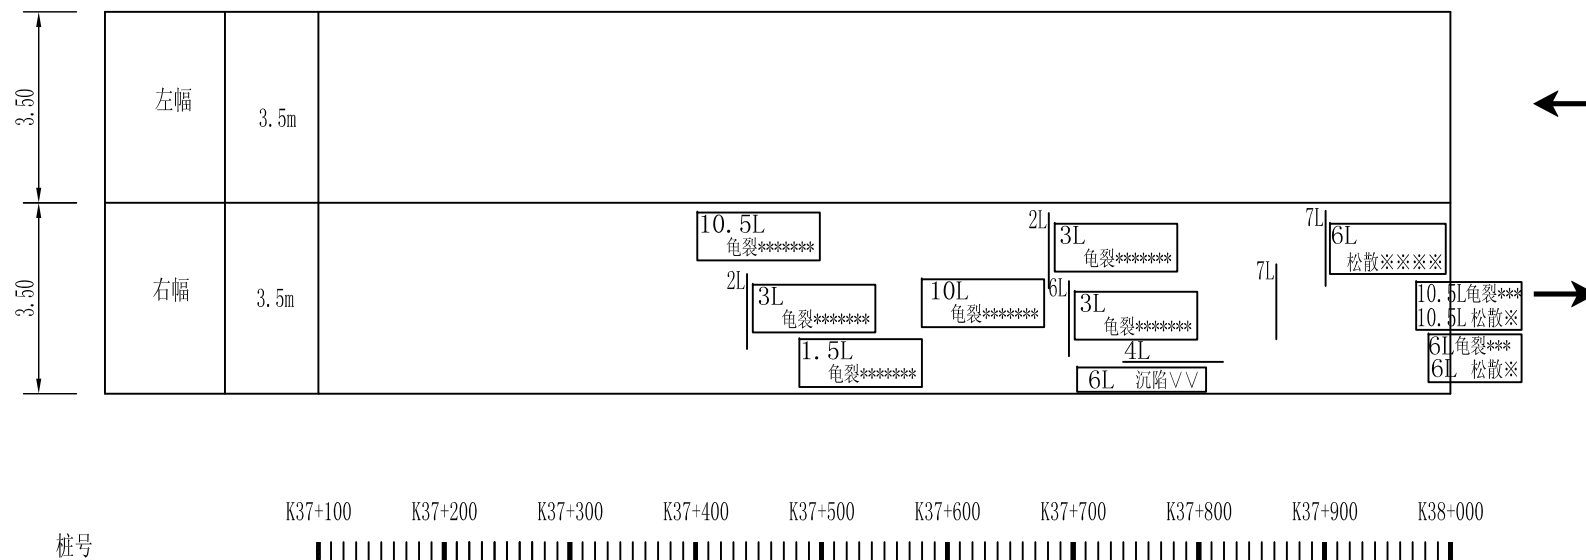 3.50
左幅
3.5m
3.50
右幅
3.5m
10.5L
龟裂*******
2L
3L
龟裂*******
1.5L
龟裂*******
10L
龟裂*******
2L
3L
龟裂*******
6L
3L
龟裂*******
4L
6L 沉陷∨∨
7L
7L
6L
松散※※※※
10.5L龟裂***
10.5L 松散※
6L龟裂***
6L 松散※
K37+100 K37+200 K37+300 K37+400 K37+500 K37+600 K37+700 K37+800 K37+900 K38+000
桩号